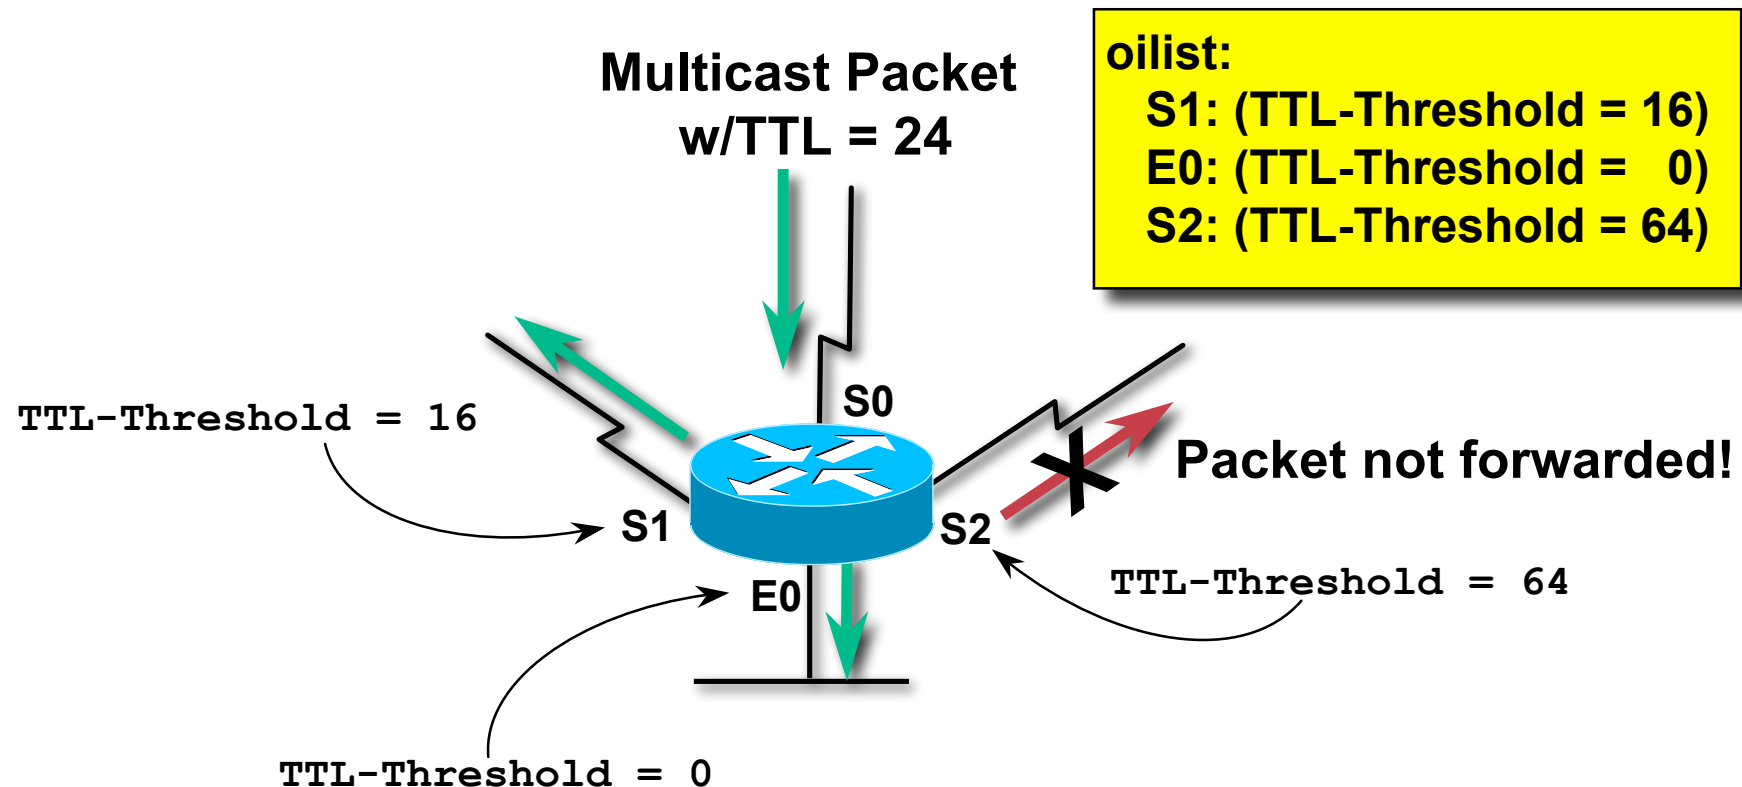 Multicast Packet
w/TTL = 24
oilist:
S1: (TTL-Threshold = 16)
E0: (TTL-Threshold = 0)
S2: (TTL-Threshold = 64)
S0
TTL-Threshold = 16
Packet not forwarded!
S1
S2
E0
TTL-Threshold = 64
TTL-Threshold = 0